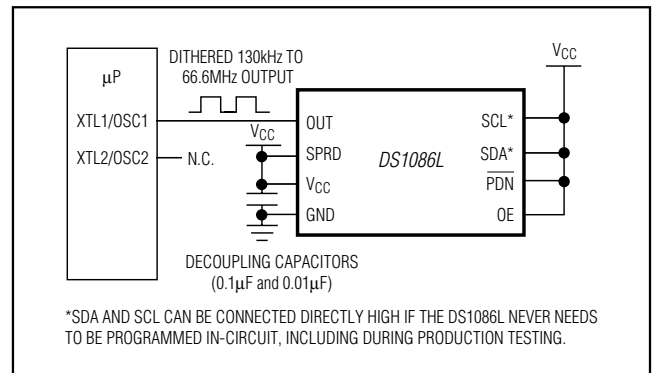 DITHERED 130kHz TO
66.6MHz OUTPUT
VCC
μP
XTL1/OSC1
XTL2/OSC2
N.C.
VCC
OUT
SPRD
VCC
GND
DS1086L
SCL*
SDA*
PDN
OE
DECOUPLING CAPACITORS
(0.1μF and 0.01μF)
*SDA AND SCL CAN BE CONNECTED DIRECTLY HIGH IF THE DS1086L NEVER NEEDS
TO BE PROGRAMMED IN-CIRCUIT, INCLUDING DURING PRODUCTION TESTING.